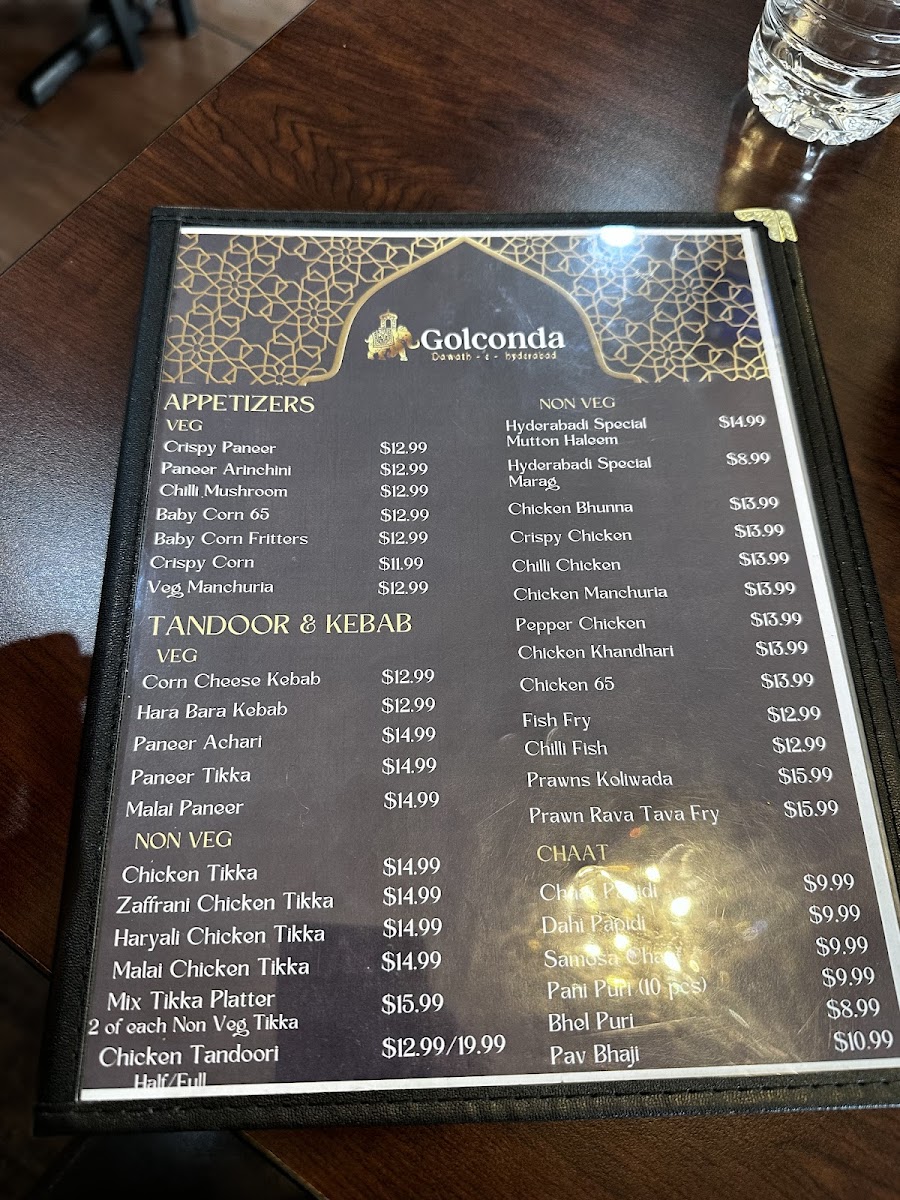 Golconda
Dawath - e - hyderabad
APPETIZERS
VEG
Crispy Paneer $12.99
Paneer Arinchini $12.99
Chilli Mushroom $12.99
Baby Corn 65 $12.99
Baby Corn Fritters $12.99
Crispy Corn $11.99
Veg Manchuria $12.99
TANDOOR & KEBAB
VEG
Corn Cheese Kebab $12.99
Hara Bara Kebab $12.99
Paneer Achari $14.99
Paneer Tikka $14.99
Malai Paneer $14.99
NON VEG
Chicken Tikka $14.99
Zaffrani Chicken Tikka $14.99
Haryali Chicken Tikka $14.99
Malai Chicken Tikka $14.99
Mix Tikka Platter $15.99
2 of each Non Veg Tikka
Chicken Tandoori $12.99/19.99
Half/Full
NON VEG
Hyderabadi Special $14.99
Mutton Haleem
Hyderabadi Special $8.99
Marag
Chicken Bhunna $13.99
Crispy Chicken $13.99
Chilli Chicken $13.99
Chicken Manchuria $13.99
Pepper Chicken $13.99
Chicken Khandhari $13.99
Chicken 65 $13.99
Fish Fry $12.99
Chilli Fish $12.99
Prawns Koliwada $15.99
Prawn Rava Tava Fry $15.99
CHAAT
Chaat Papidi $9.99
Dahi Papidi $9.99
Samosa Chaat $9.99
Pani Puri (10 pcs) $9.99
Bhel Puri $8.99
Pav Bhaji $10.99